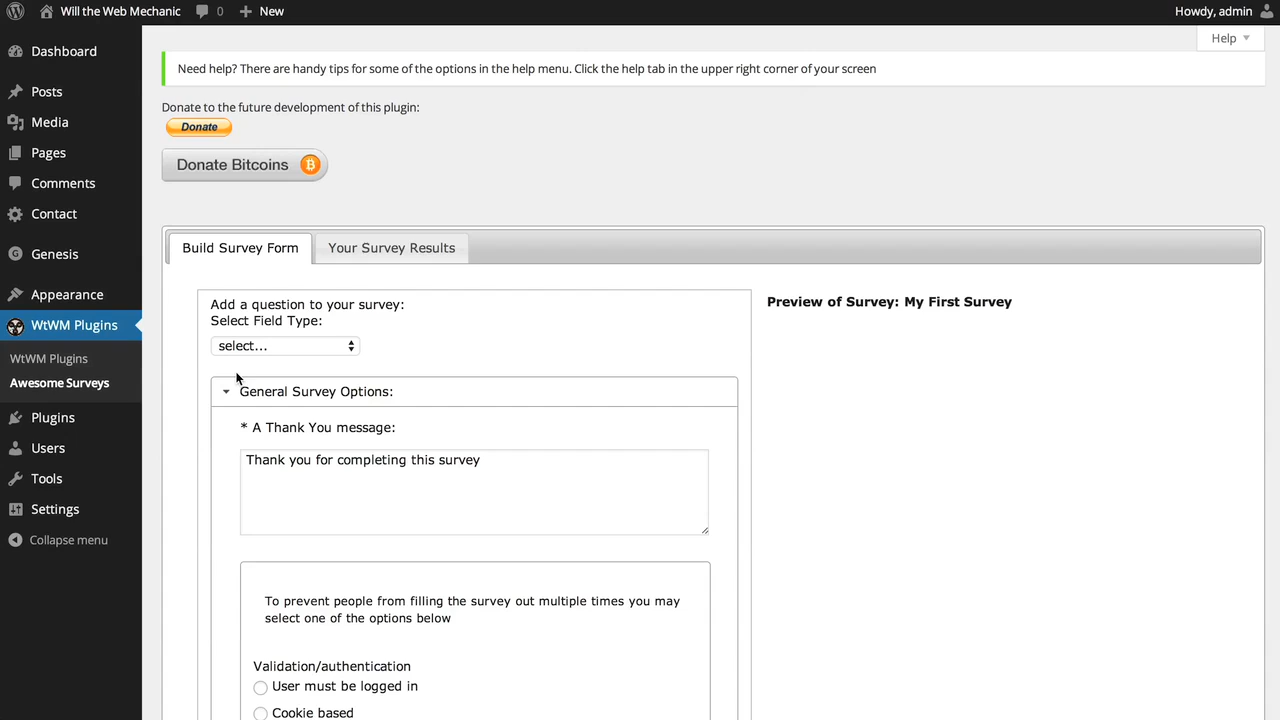 Will the Web Mechanic 0 New Howdy, admin
Help
Dashboard
Posts
Media
Pages
Comments
Contact
Genesis
Appearance
WtWM Plugins
WtWM Plugins
Awesome Surveys
Plugins
Users
Tools
Settings
Collapse menu
Need help? There are handy tips for some of the options in the help menu. Click the help tab in the upper right corner of your screen
Donate to the future development of this plugin:
Donate
Donate Bitcoins
Build Survey Form Your Survey Results
Add a question to your survey:
Select Field Type:
select...
General Survey Options:
* A Thank You message:
Thank you for completing this survey
To prevent people from filling the survey out multiple times you may
select one of the options below
Validation/authentication
User must be logged in
Cookie based
Preview of Survey: My First Survey